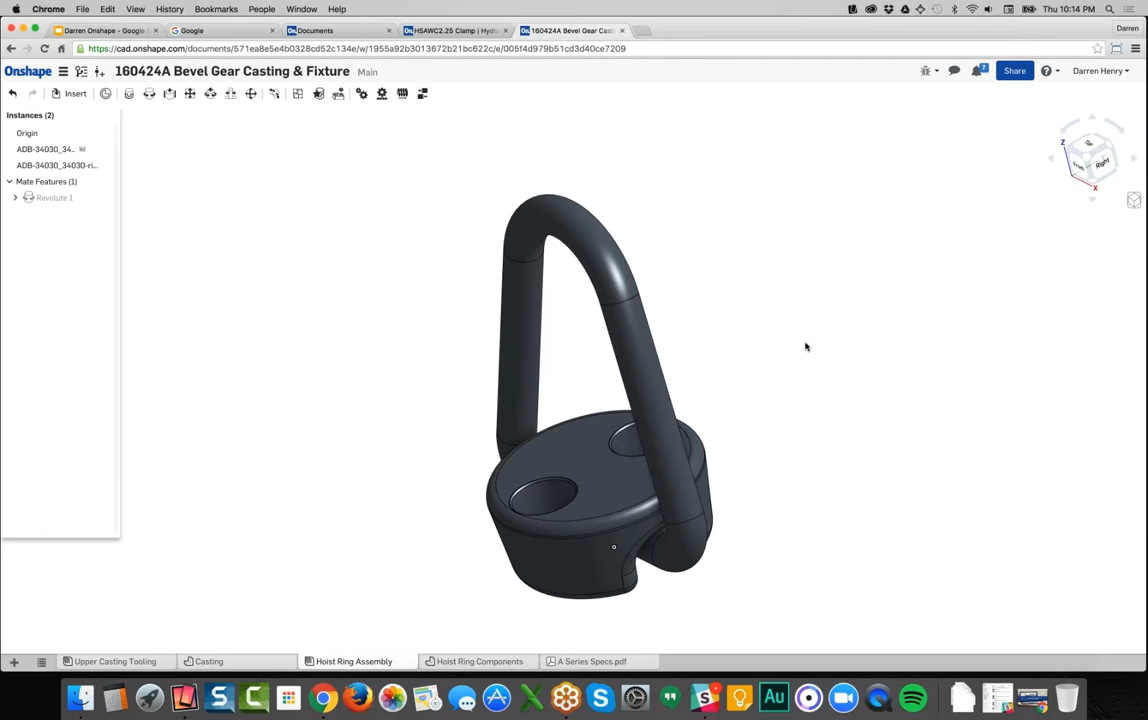 Chrome File Edit View History Bookmarks People Window Help Thu 10:14 PM
Darren Onshape - Google Google Documents HSAWC2.25 Clamp | Hydr 160424A Bevel Gear Cast Darren
https://cad.onshape.com/documents/571ea8e5e4b0328cd52c134e/w/1955a92b3013672b21bc622c/e/005f4d979b51cd3d40ce7209
Onshape 160424A Bevel Gear Casting & Fixture Main 7 Share Darren Henry
Insert
Instances (2)
Origin
ADB-34030_34..
ADB-34030_34030-ri...
Mate Features (1)
Revolute 1
Z
Right
X
Upper Casting Tooling Casting Hoist Ring Assembly Hoist Ring Components A Series Specs.pdf
Au